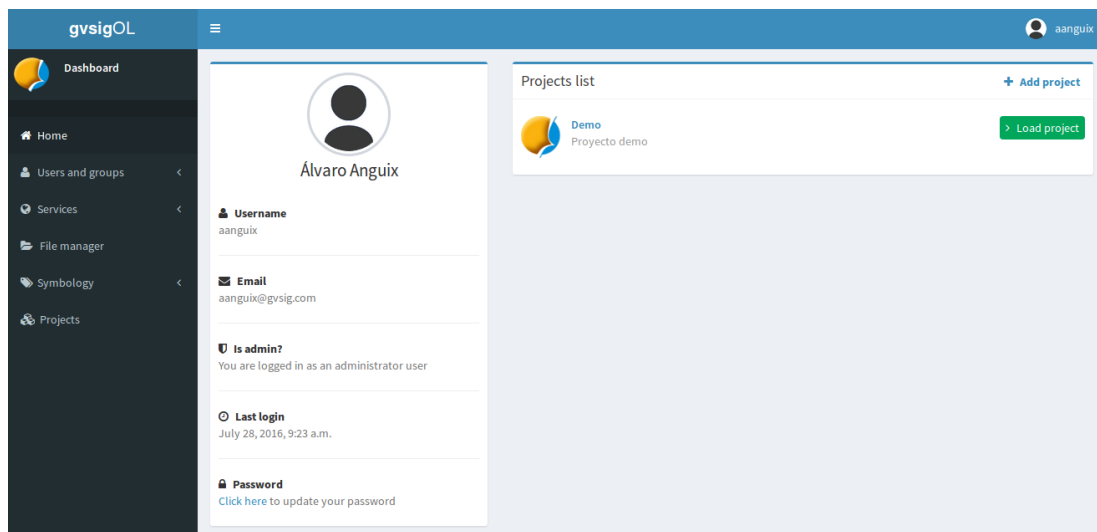 gvsigOL
aanguix
Dashboard
Home
Users and groups
Services
File manager
Symbology
Projects
Álvaro Anguix
Username
aanguix
Email
aanguix@gvsig.com
Is admin?
You are logged in as an administrator user
Last login
July 28, 2016, 9:23 a.m.
Password
Click here to update your password
Projects list
+ Add project
Demo
Proyecto demo
> Load project